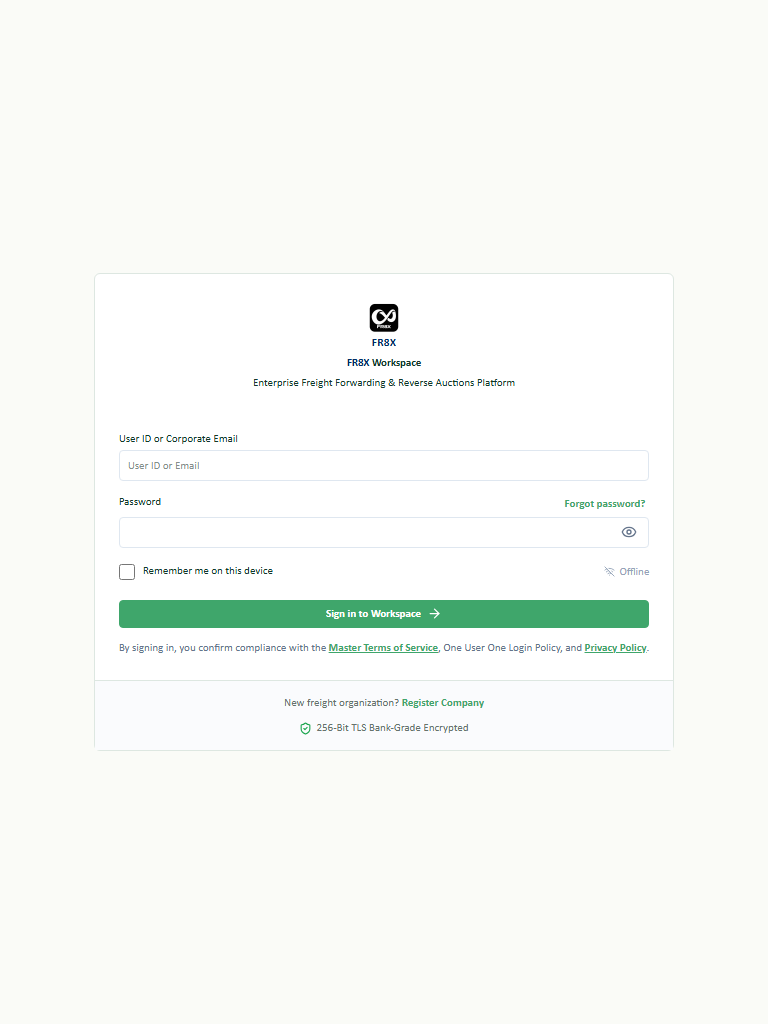 FR8X
FR8X
FR8X Workspace
Enterprise Freight Forwarding & Reverse Auctions Platform
User ID or Corporate Email
User ID or Email
Password
Forgot password?
Remember me on this device
Offline
Sign in to Workspace
By signing in, you confirm compliance with the Master Terms of Service, One User One Login Policy, and Privacy Policy.
New freight organization? Register Company
256-Bit TLS Bank-Grade Encrypted